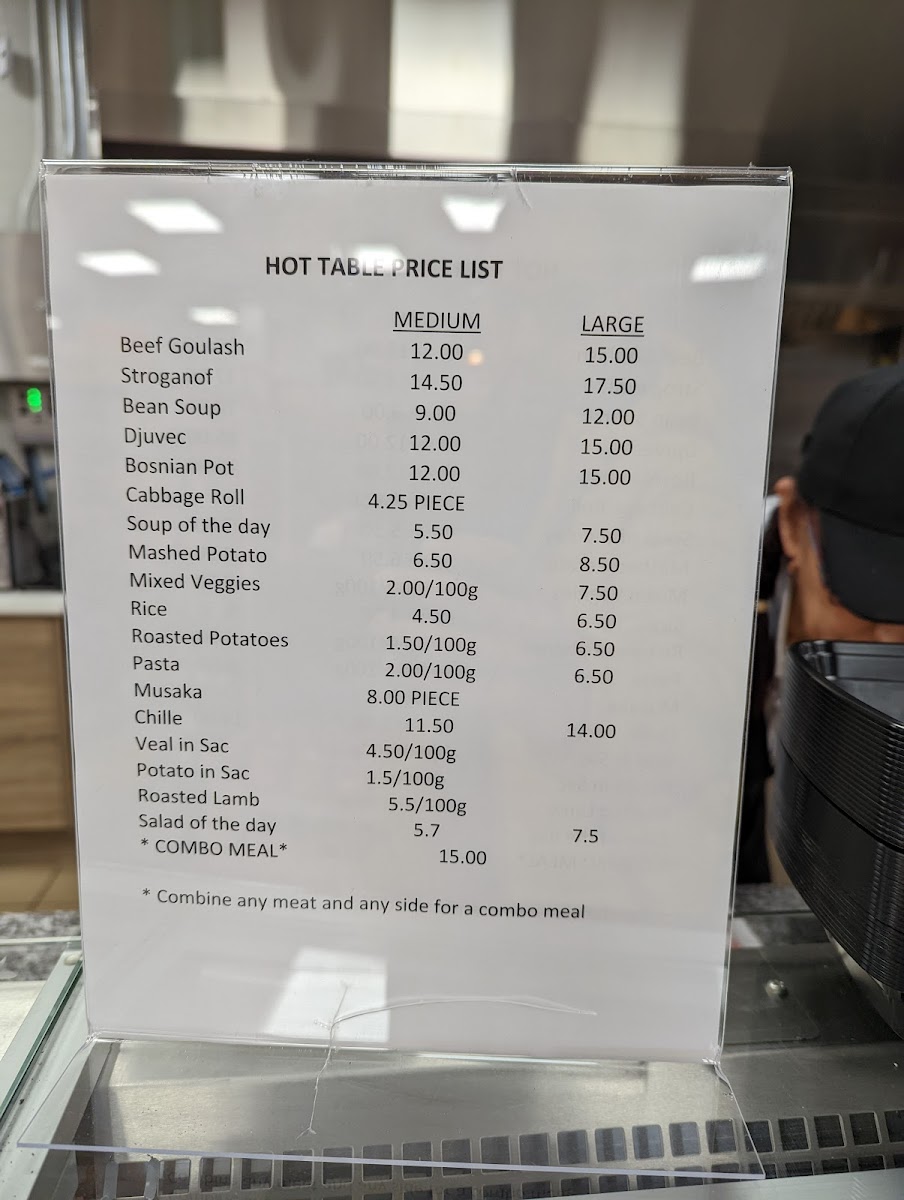 HOT TABLE PRICE LIST
MEDIUM LARGE
Beef Goulash 12.00 15.00
Stroganof 14.50 17.50
Bean Soup 9.00 12.00
Djuvec 12.00 15.00
Bosnian Pot 12.00 15.00
Cabbage Roll 4.25 PIECE
Soup of the day 5.50 7.50
Mashed Potato 6.50 8.50
Mixed Veggies 2.00/100g 7.50
Rice 4.50 6.50
Roasted Potatoes 1.50/100g 6.50
Pasta 2.00/100g 6.50
Musaka 8.00 PIECE
Chille 11.50 14.00
Veal in Sac 4.50/100g
Potato in Sac 1.5/100g
Roasted Lamb 5.5/100g
Salad of the day 5.7 7.5
* COMBO MEAL* 15.00
* Combine any meat and any side for a combo meal